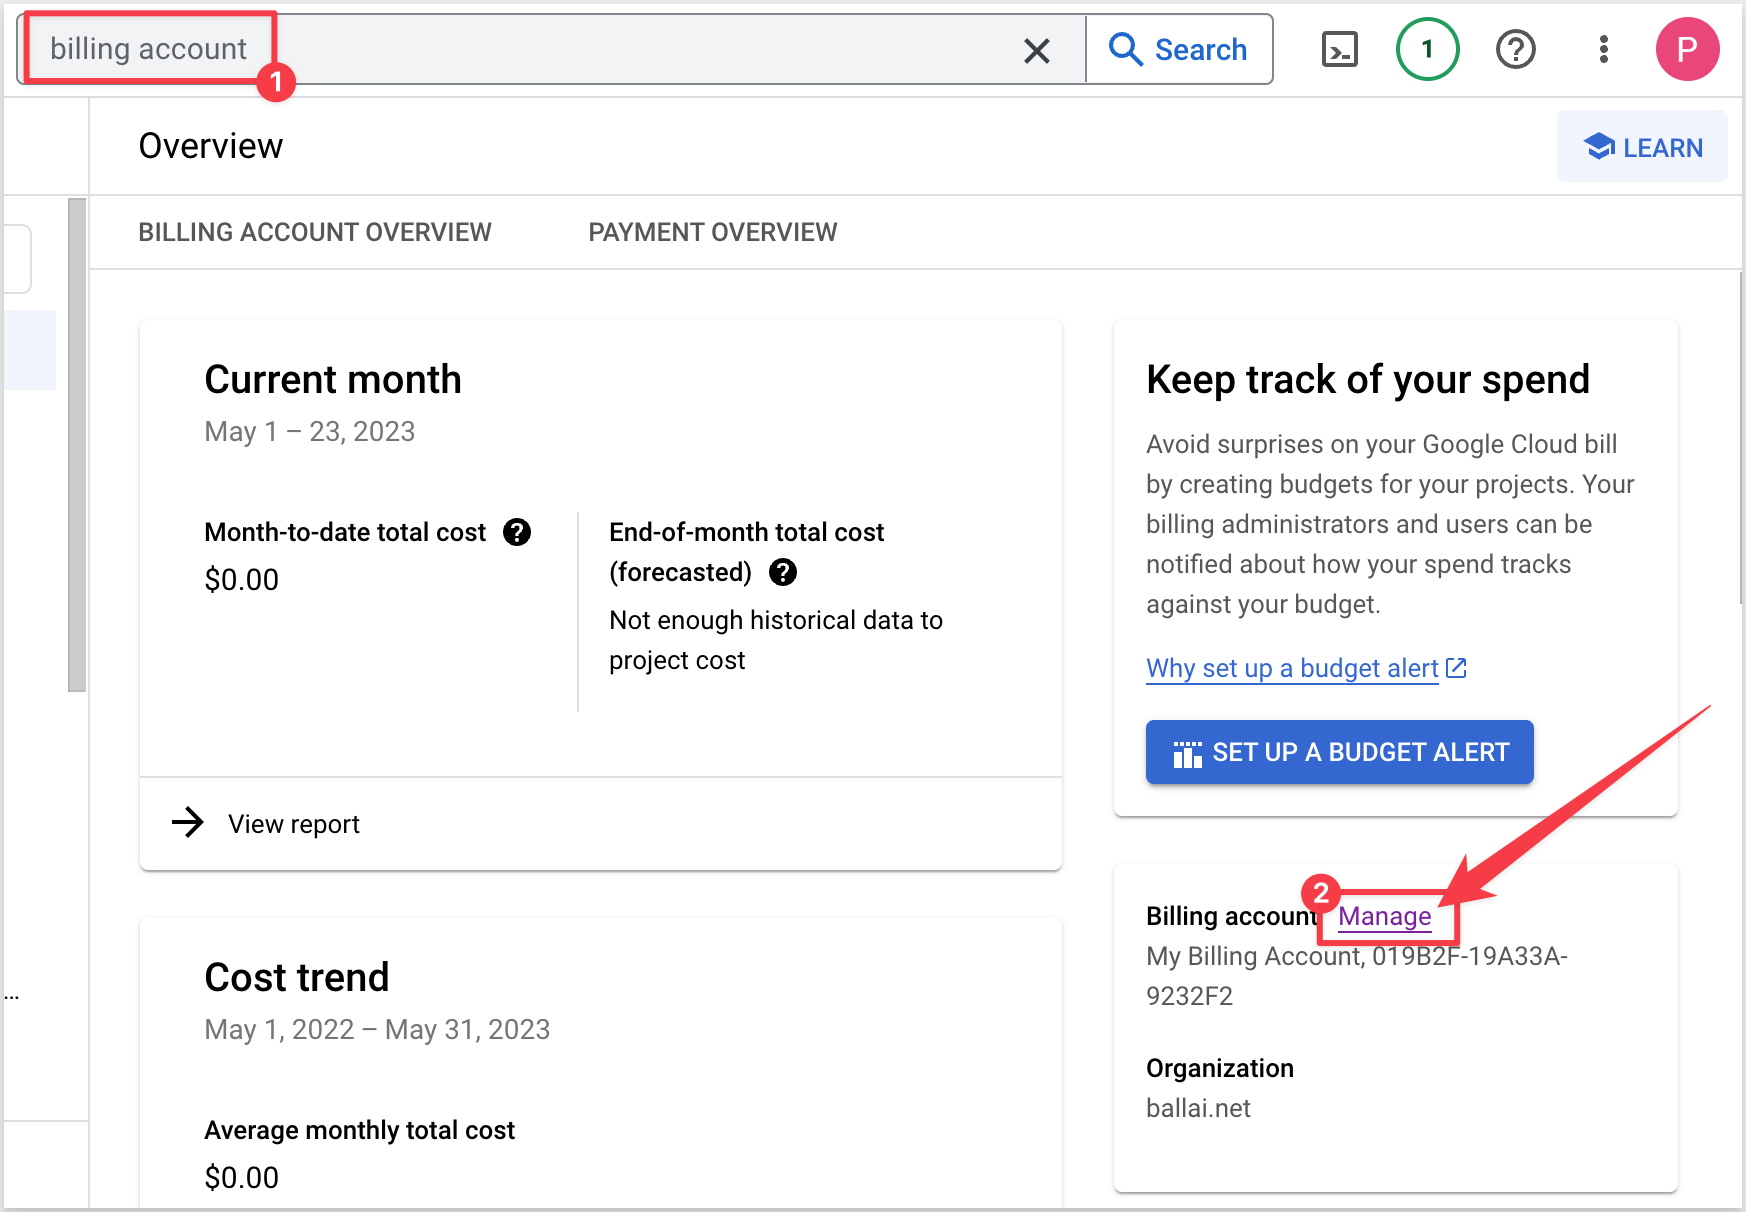 billing account
1
Search
1
P
Overview
LEARN
BILLING ACCOUNT OVERVIEW
PAYMENT OVERVIEW
Current month
May 1 – 23, 2023
Month-to-date total cost
$0.00
End-of-month total cost
(forecasted)
Not enough historical data to
project cost
View report
Keep track of your spend
Avoid surprises on your Google Cloud bill
by creating budgets for your projects. Your
billing administrators and users can be
notified about how your spend tracks
against your budget.
Why set up a budget alert
SET UP A BUDGET ALERT
2
Billing account Manage
My Billing Account, 019B2F-19A33A-
9232F2
Organization
ballai.net
...
Cost trend
May 1, 2022 – May 31, 2023
Average monthly total cost
$0.00